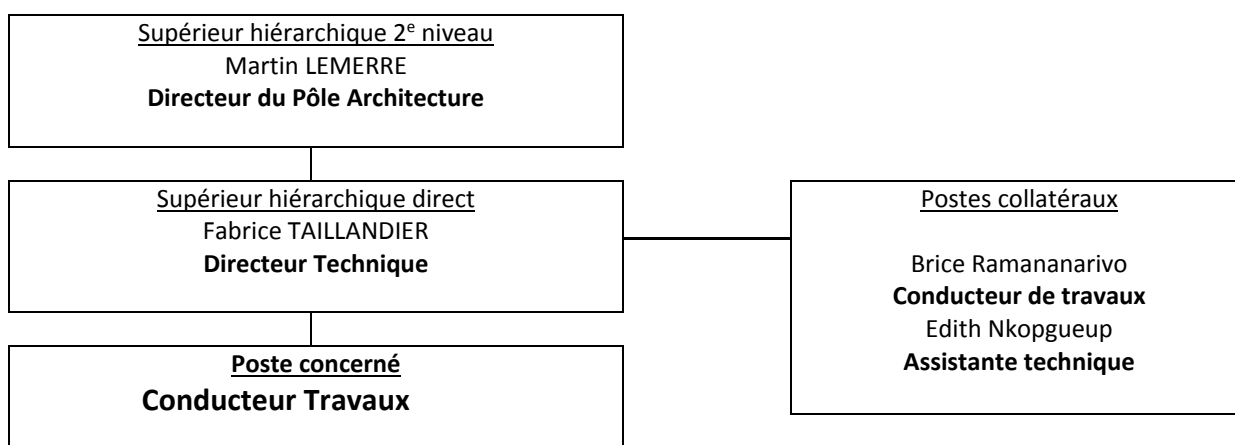 Supérieur hiérarchique 2e niveau
Martin LEMERRE
Directeur du Pôle Architecture
Supérieur hiérarchique direct
Fabrice TAILLANDIER
Directeur Technique
Postes collatéraux
Brice Ramananarivo
Conducteur de travaux
Edith Nkopgueup
Assistante technique
Poste concerné
Conducteur Travaux